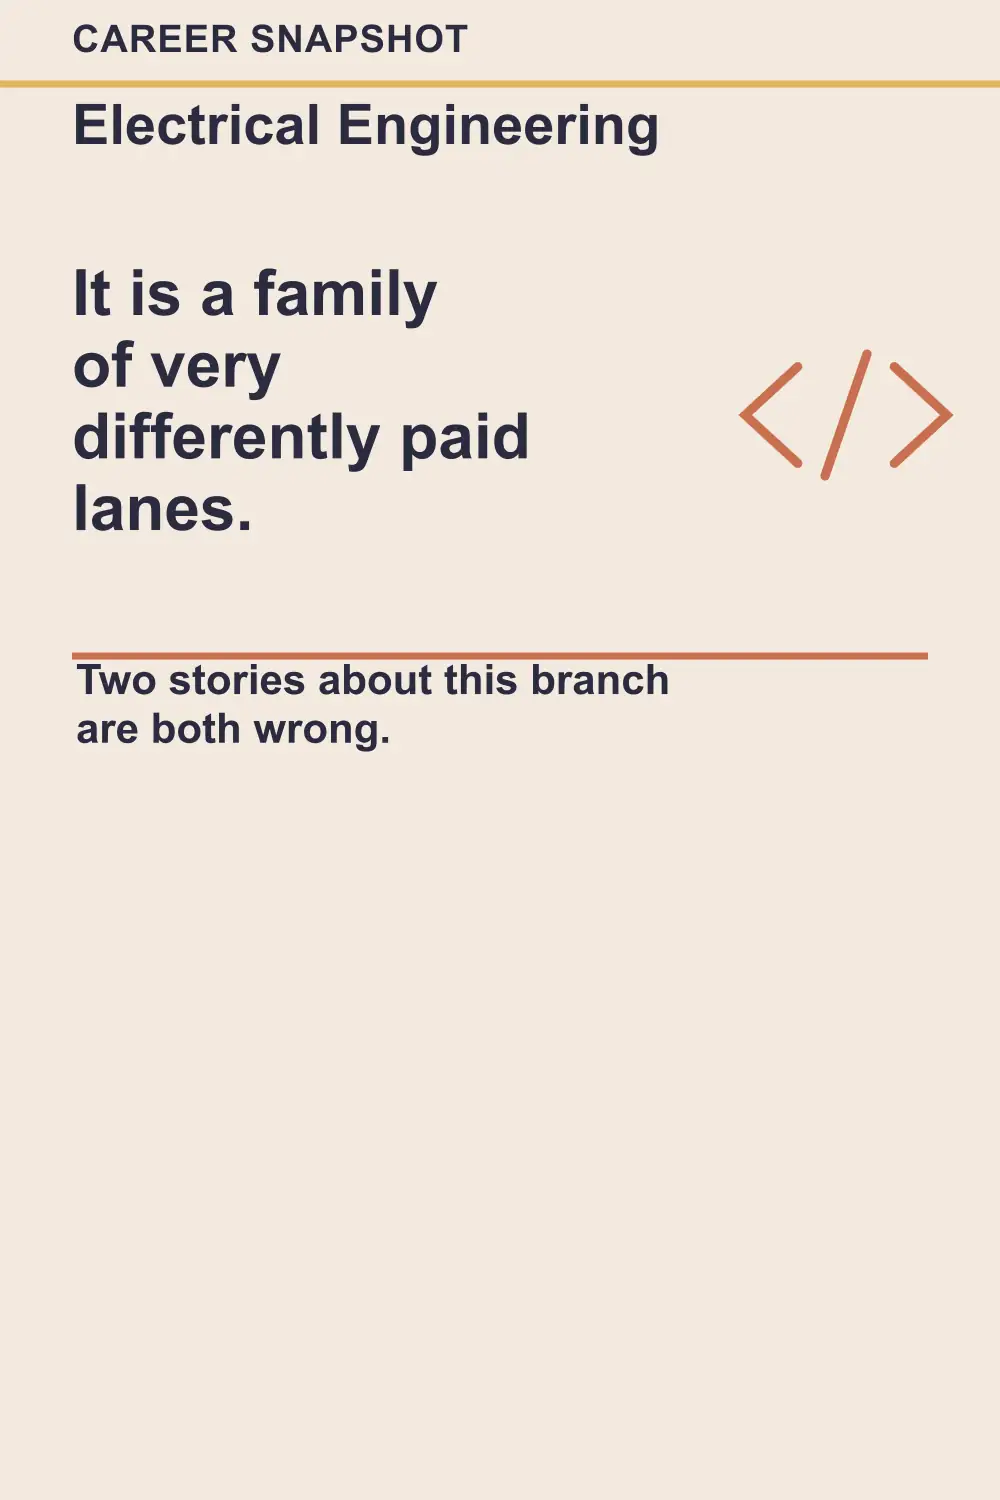 CAREER SNAPSHOT
Electrical Engineering
It is a family
of very
differently paid
lanes.
</>
Two stories about this branch
are both wrong.